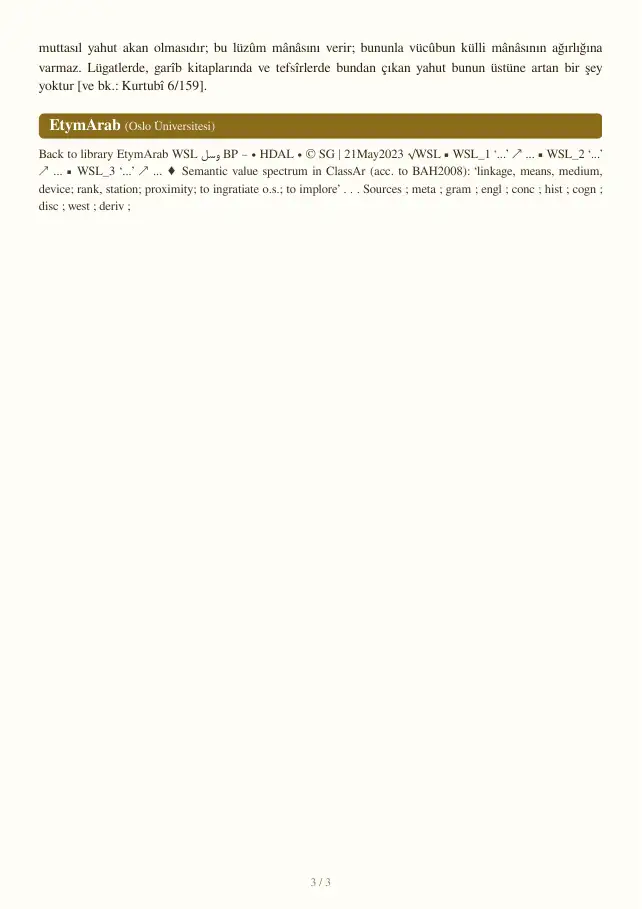 muttasıl yahut akan olmasıdır; bu lüzûm mânâsını verir; bununla vücûbun külli mânâsının ağırlığına
varmaz. Lügatlerde, garîb kitaplarında ve tefsîrlerde bundan çıkan yahut bunun üstüne artan bir şey
yoktur [ve bk.: Kurtubî 6/159].
EtymArab (Oslo Üniversitesi)
Back to library EtymArab WSL وسل BP – • HDAL • © SG | 21May2023 √WSL ▪ WSL_1 ‘...’ ↗ ... ▪ WSL_2 ‘...’
↗ ... ▪ WSL_3 ‘...’ ↗ ... ♦ Semantic value spectrum in ClassAr (acc. to BAH2008): ‘linkage, means, medium,
device; rank, station; proximity; to ingratiate o.s.; to implore’ . . . Sources ; meta ; gram ; engl ; conc ; hist ; cogn ;
disc ; west ; deriv ;
3 / 3